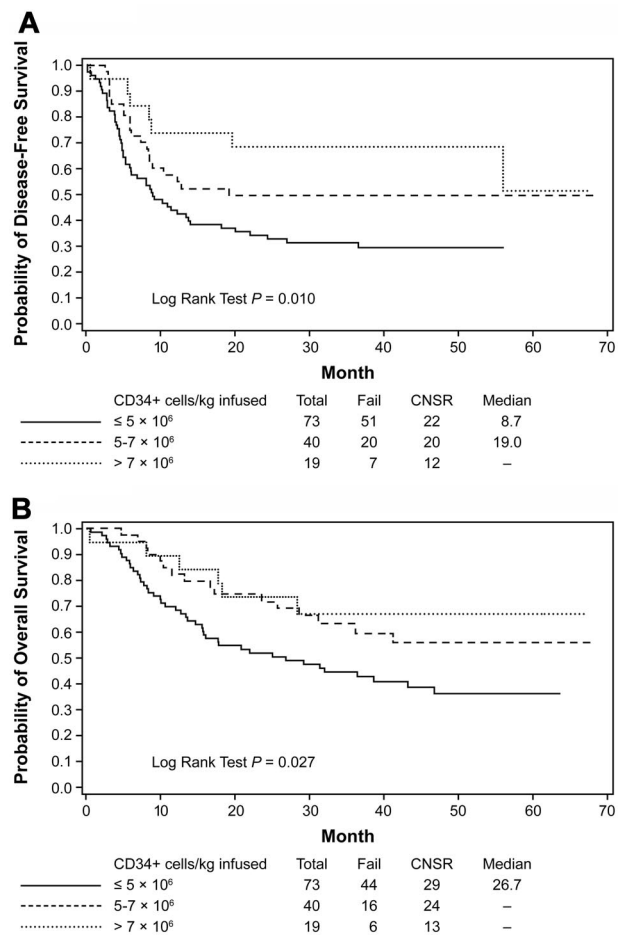 A
Probability of Disease-Free Survival
1.0
0.9
0.8
0.7
0.6
0.5
0.4
0.3
0.2
0.1
0.0
Log Rank Test P = 0.010
0 10 20 30 40 50 60 70
Month
CD34+ cells/kg infused Total Fail CNSR Median
≤ 5 × 10⁶ 73 51 22 8.7
5-7 × 10⁶ 40 20 20 19.0
> 7 × 10⁶ 19 7 12 –
B
Probability of Overall Survival
1.0
0.9
0.8
0.7
0.6
0.5
0.4
0.3
0.2
0.1
0.0
Log Rank Test P = 0.027
0 10 20 30 40 50 60 70
Month
CD34+ cells/kg infused Total Fail CNSR Median
≤ 5 × 10⁶ 73 44 29 26.7
5-7 × 10⁶ 40 16 24 –
> 7 × 10⁶ 19 6 13 –